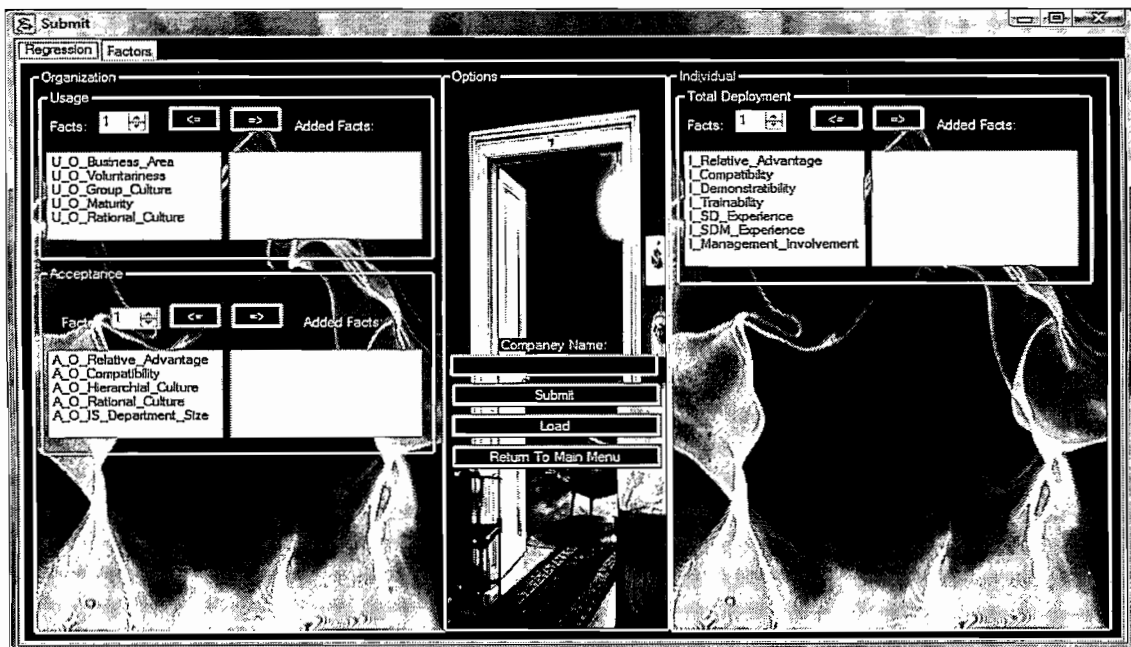 Submit
Regression Factors
Organization
Usage
Facts: 1 <= => Added Facts:
U_O_Business_Area
U_O_Voluntariness
U_O_Group_Culture
U_O_Maturity
U_O_Rational_Culture
Acceptance
Facts 1 <= => Added Facts:
A_O_Relative_Advantage
A_O_Compatibility
A_O_Hierarchial_Culture
A_O_Rational_Culture
A_O_IS_Department_Size
Options
Companey Name:
Submit
Load
Return To Main Menu
Individual
Total Deployment
Facts: 1 <= => Added Facts:
I_Relative_Advantage
I_Compatibility
I_Demonstratibility
I_Trainability
I_SD_Experience
I_SDM_Experience
I_Management_Involvement